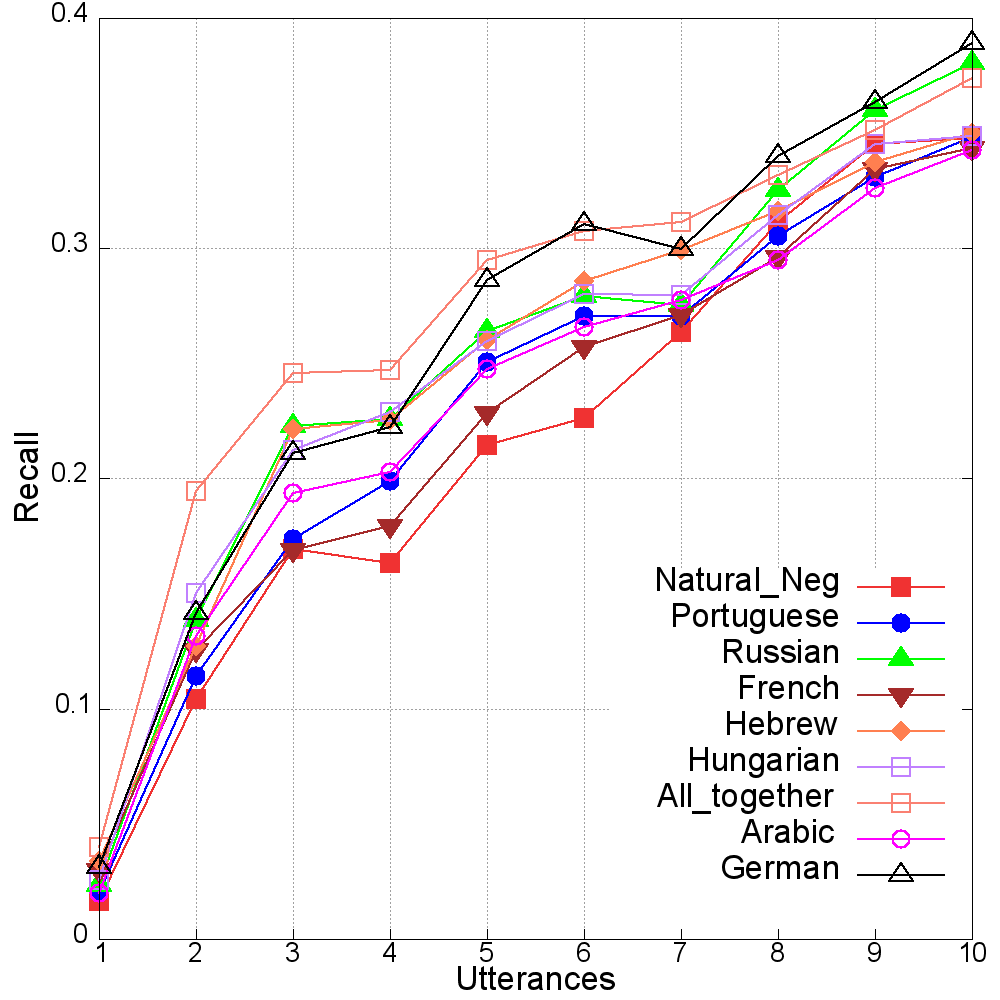 0.4
0.3
0.2
0.1
0
Recall
1 2 3 4 5 6 7 8 9 10
Utterances
Natural_Neg
Portuguese
Russian
French
Hebrew
Hungarian
All_together
Arabic
German